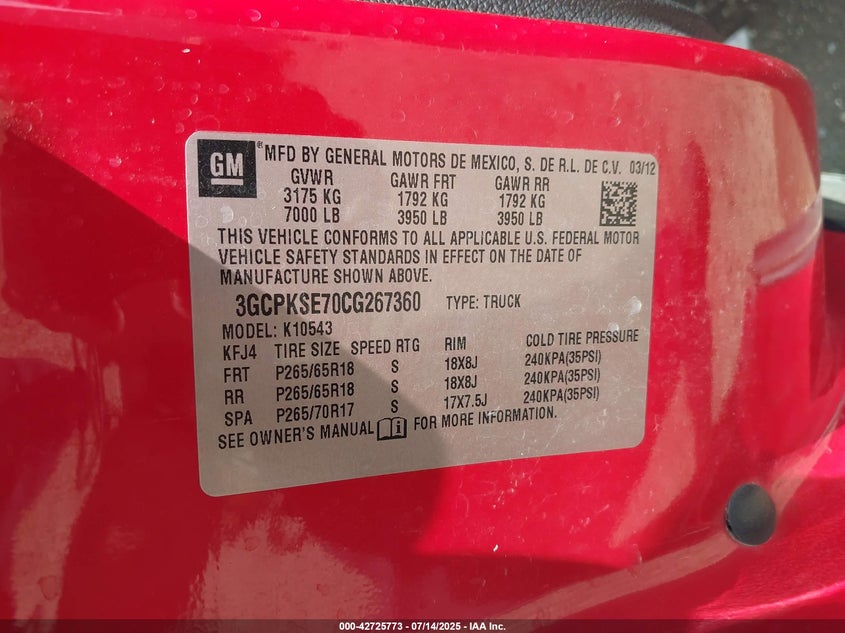 GM ® MFD BY GENERAL MOTORS DE MEXICO, S. DE R.L. DE C.V. 03/12
GVWR GAWR FRT GAWR RR
3175 KG 1792 KG 1792 KG
7000 LB 3950 LB 3950 LB
THIS VEHICLE CONFORMS TO ALL APPLICABLE U.S. FEDERAL MOTOR
VEHICLE SAFETY STANDARDS IN EFFECT ON THE DATE OF
MANUFACTURE SHOWN ABOVE.
3GCPKSE70CG267360 TYPE: TRUCK
MODEL: K10543
KFJ4 TIRE SIZE SPEED RTG RIM COLD TIRE PRESSURE
FRT P265/65R18 S 18X8J 240KPA(35PSI)
RR P265/65R18 S 18X8J 240KPA(35PSI)
SPA P265/70R17 S 17X7.5J 240KPA(35PSI)
SEE OWNER'S MANUAL FOR MORE INFORMATION.
000-42725773 - 07/14/2025 - IAA Inc.